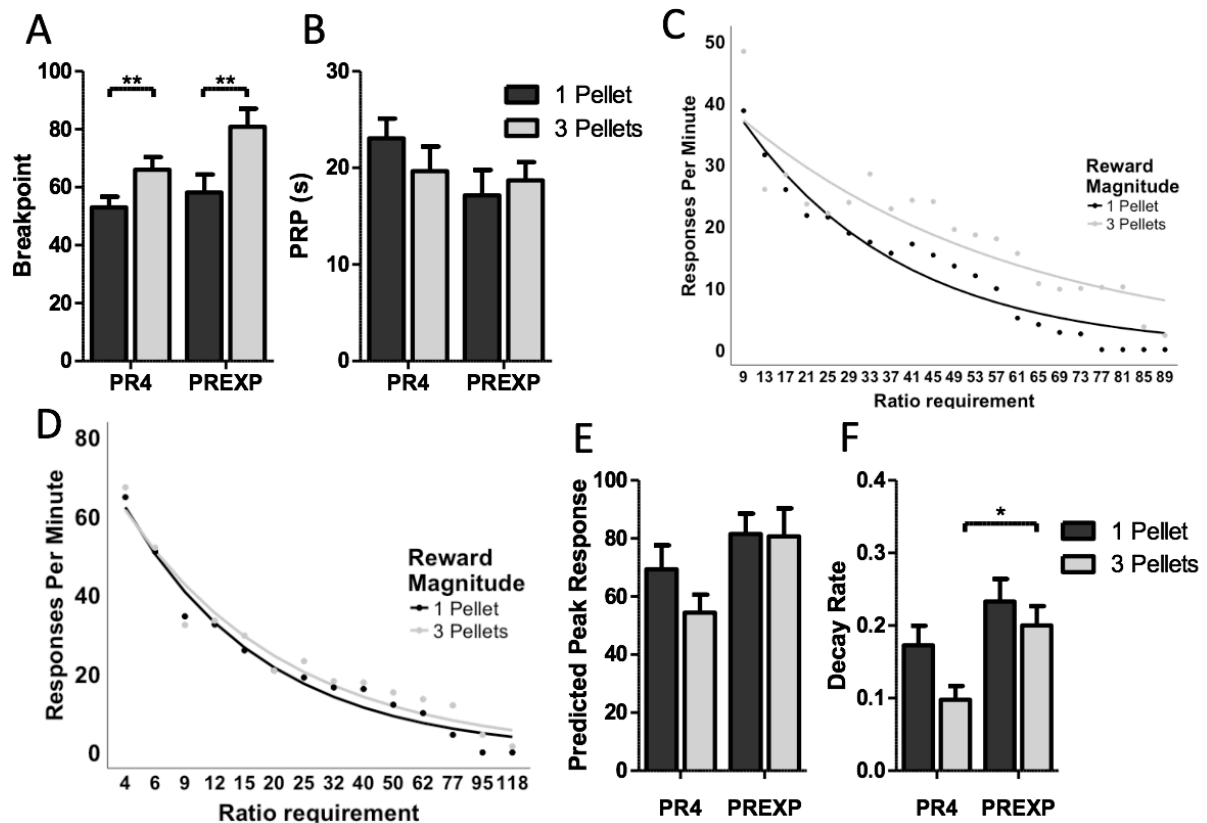 A
Breakpoint
100
80
60
40
20
0
**
**
PR4 PREXP
B
PRP (s)
30
20
10
0
1 Pellet
3 Pellets
PR4 PREXP
C
Responses Per Minute
50
40
30
20
10
0
Reward
Magnitude
1 Pellet
3 Pellets
9 13 17 21 25 29 33 37 41 45 49 53 57 61 65 69 73 77 81 85 89
Ratio requirement
D
Responses Per Minute
80
60
40
20
0
Reward
Magnitude
1 Pellet
3 Pellets
4 6 9 12 15 20 25 32 40 50 62 77 95 118
Ratio requirement
E
Predicted Peak Response
100
80
60
40
20
0
PR4 PREXP
F
Decay Rate
0.4
0.3
0.2
0.1
0.0
*
1 Pellet
3 Pellets
PR4 PREXP